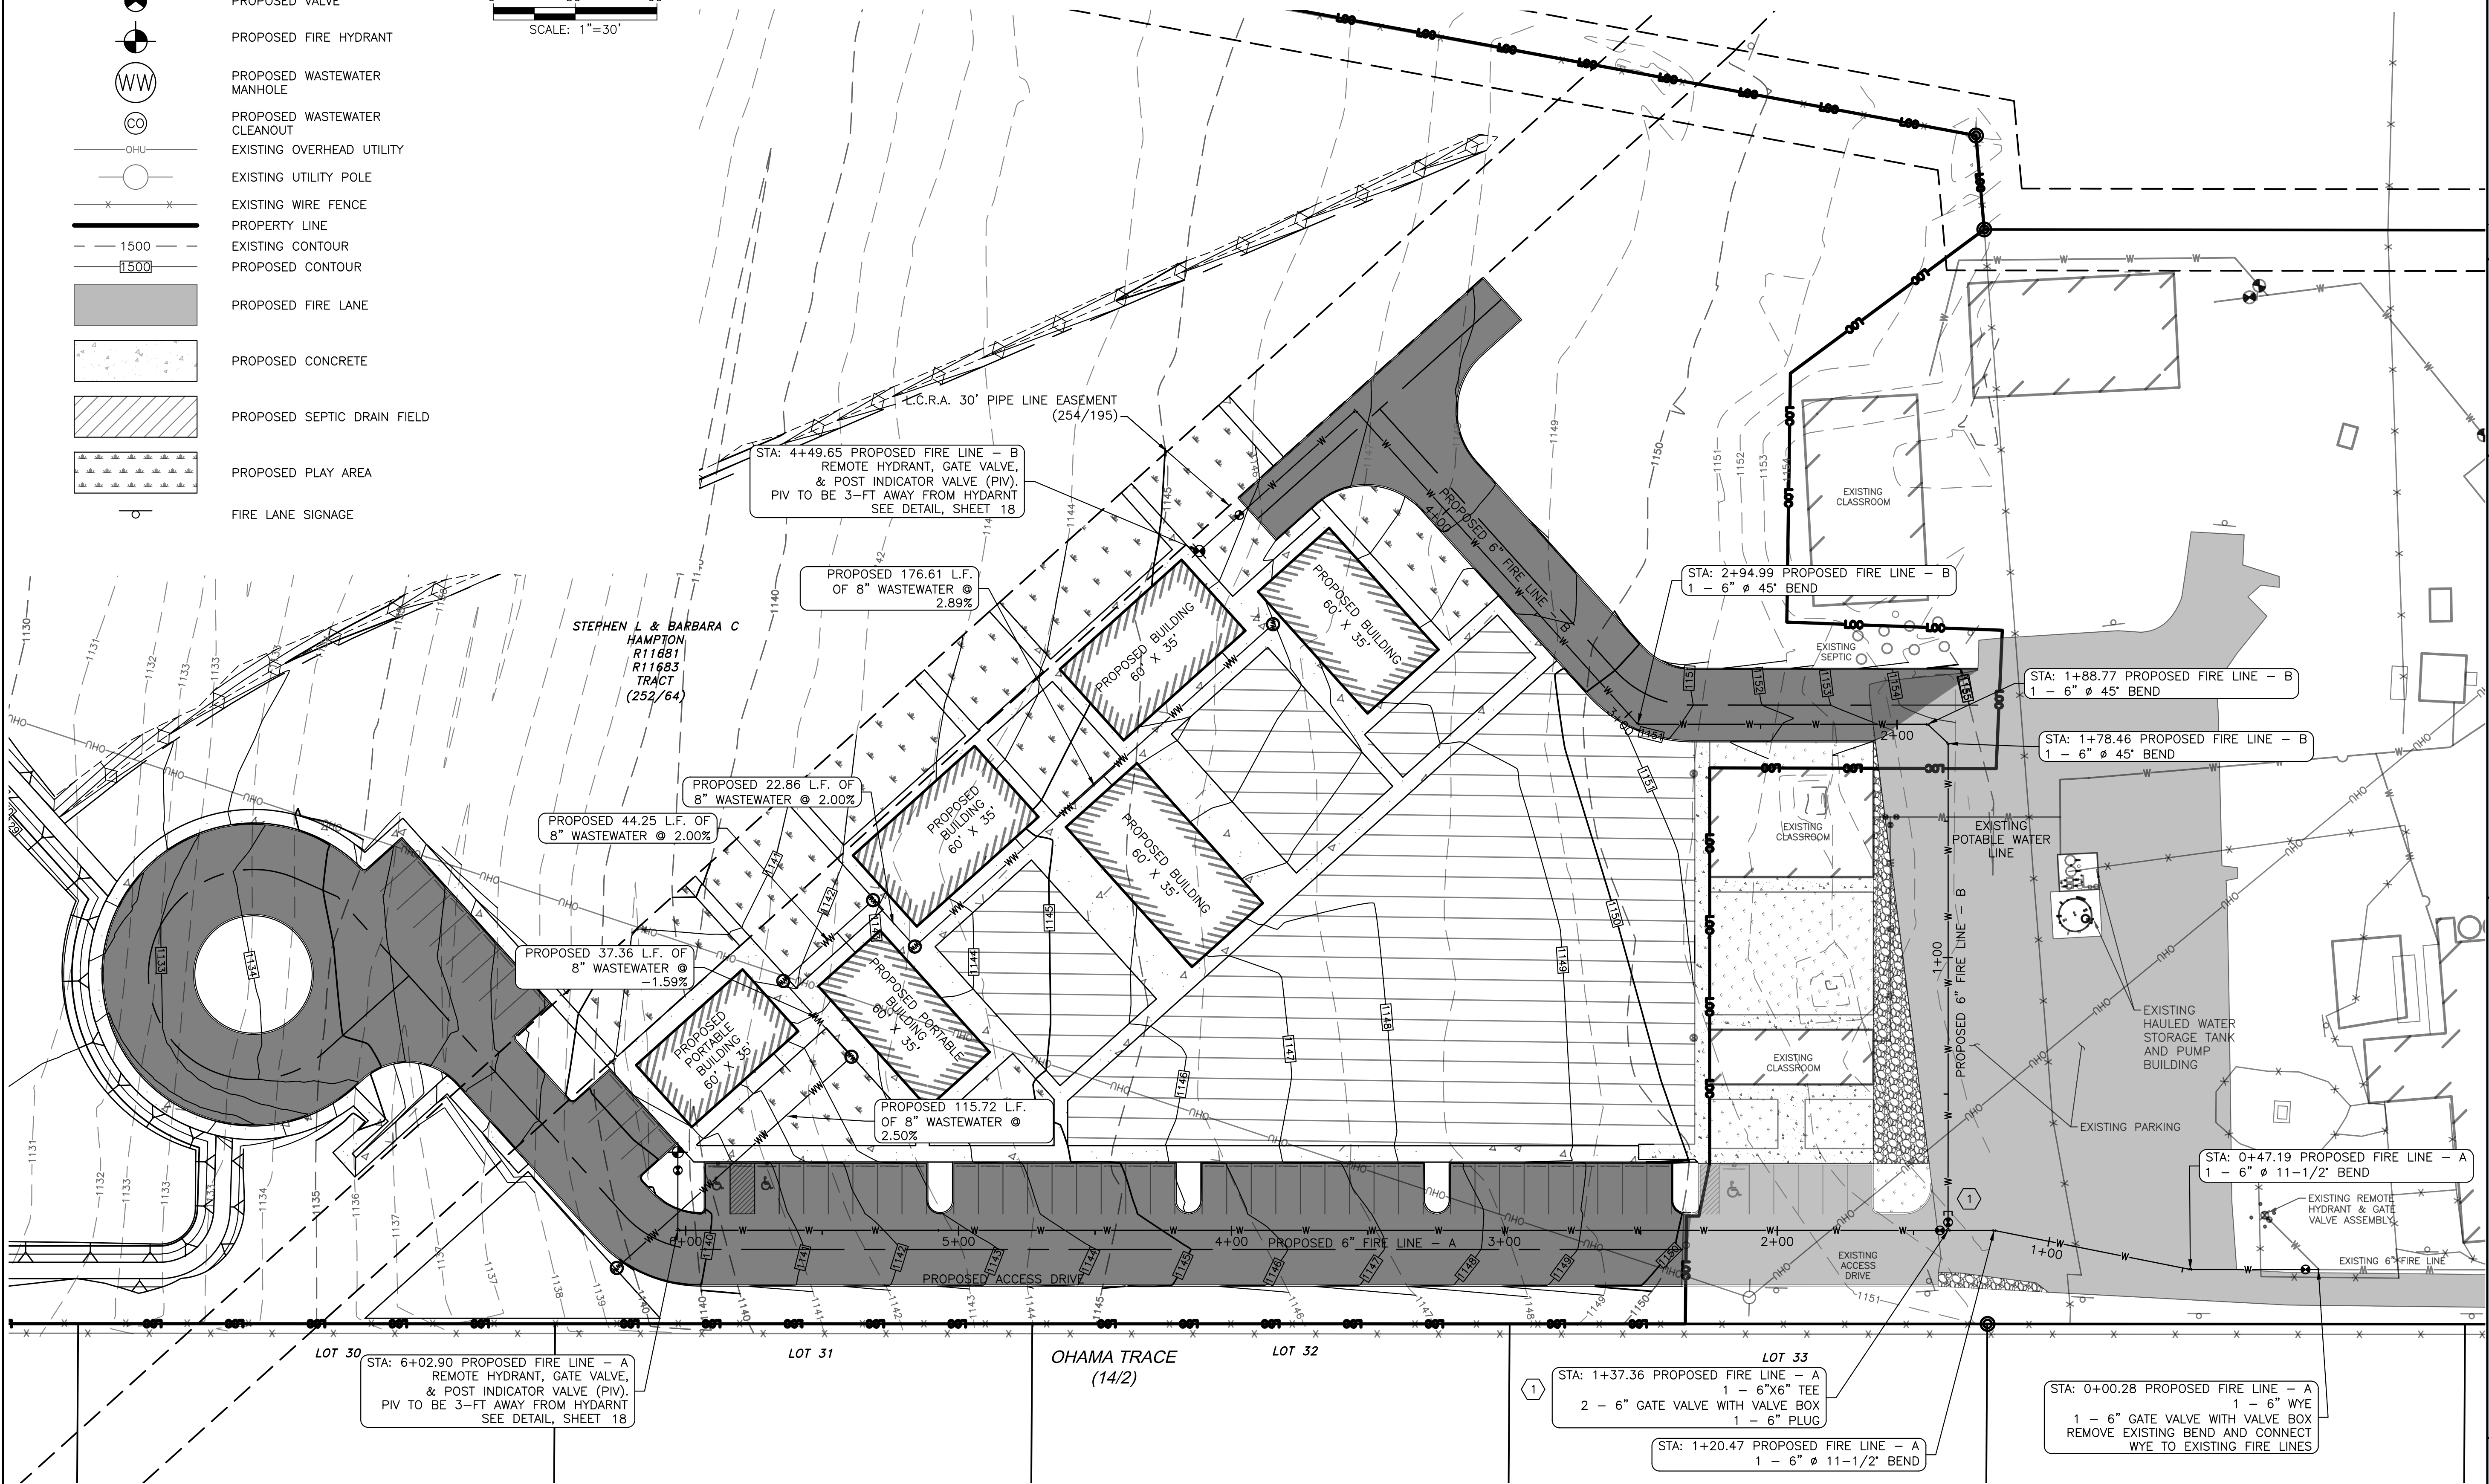 PROPOSED VALVE
SCALE: 1"=30'
PROPOSED FIRE HYDRANT
WW
PROPOSED WASTEWATER
MANHOLE
CO
PROPOSED WASTEWATER
CLEANOUT
OHU
EXISTING OVERHEAD UTILITY
EXISTING UTILITY POLE
EXISTING WIRE FENCE
PROPERTY LINE
1500
EXISTING CONTOUR
1500
PROPOSED CONTOUR
PROPOSED FIRE LANE
PROPOSED CONCRETE
PROPOSED SEPTIC DRAIN FIELD
PROPOSED PLAY AREA
FIRE LANE SIGNAGE
L.C.R.A. 30' PIPE LINE EASEMENT
(254/195)
STA: 4+49.65 PROPOSED FIRE LINE – B
REMOTE HYDRANT, GATE VALVE,
& POST INDICATOR VALVE (PIV).
PIV TO BE 3–FT AWAY FROM HYDARNT
SEE DETAIL, SHEET 18
PROPOSED 176.61 L.F.
OF 8" WASTEWATER @
2.89%
STEPHEN L & BARBARA C
HAMPTON
R11681
R11683
TRACT
(252/64)
PROPOSED 22.86 L.F. OF
8" WASTEWATER @ 2.00%
PROPOSED 44.25 L.F. OF
8" WASTEWATER @ 2.00%
PROPOSED 37.36 L.F. OF
8" WASTEWATER @
–1.59%
PROPOSED 115.72 L.F.
OF 8" WASTEWATER @
2.50%
PROPOSED BUILDING
60' X 35'
PROPOSED BUILDING
60' X 35'
PROPOSED
BUILDING
60' X 35'
PROPOSED BUILDING
60' X 35'
PROPOSED PORTABLE
BUILDING
60' X 35'
PROPOSED
PORTABLE
BUILDING
60' X 35'
4+00
PROPOSED 6" FIRE LINE – B
3+00
2+00
STA: 2+94.99 PROPOSED FIRE LINE – B
1 – 6" ø 45° BEND
STA: 1+88.77 PROPOSED FIRE LINE – B
1 – 6" ø 45° BEND
STA: 1+78.46 PROPOSED FIRE LINE – B
1 – 6" ø 45° BEND
EXISTING
CLASSROOM
EXISTING
SEPTIC
EXISTING
CLASSROOM
EXISTING
POTABLE WATER
LINE
1+00
PROPOSED 6" FIRE LINE – B
EXISTING
HAULED WATER
STORAGE TANK
AND PUMP
BUILDING
EXISTING
CLASSROOM
EXISTING PARKING
STA: 0+47.19 PROPOSED FIRE LINE – A
1 – 6" ø 11–1/2° BEND
EXISTING REMOTE
HYDRANT & GATE
VALVE ASSEMBLY
EXISTING 6" FIRE LINE
1
6+00
5+00
4+00
PROPOSED 6" FIRE LINE – A
3+00
2+00
1+00
PROPOSED ACCESS DRIVE
EXISTING
ACCESS
DRIVE
LOT 30
LOT 31
LOT 32
LOT 33
OHAMA TRACE
(14/2)
STA: 6+02.90 PROPOSED FIRE LINE – A
REMOTE HYDRANT, GATE VALVE,
& POST INDICATOR VALVE (PIV).
PIV TO BE 3–FT AWAY FROM HYDARNT
SEE DETAIL, SHEET 18
1
STA: 1+37.36 PROPOSED FIRE LINE – A
1 – 6"X6" TEE
2 – 6" GATE VALVE WITH VALVE BOX
1 – 6" PLUG
STA: 1+20.47 PROPOSED FIRE LINE – A
1 – 6" ø 11–1/2° BEND
STA: 0+00.28 PROPOSED FIRE LINE – A
1 – 6" WYE
1 – 6" GATE VALVE WITH VALVE BOX
REMOVE EXISTING BEND AND CONNECT
WYE TO EXISTING FIRE LINES